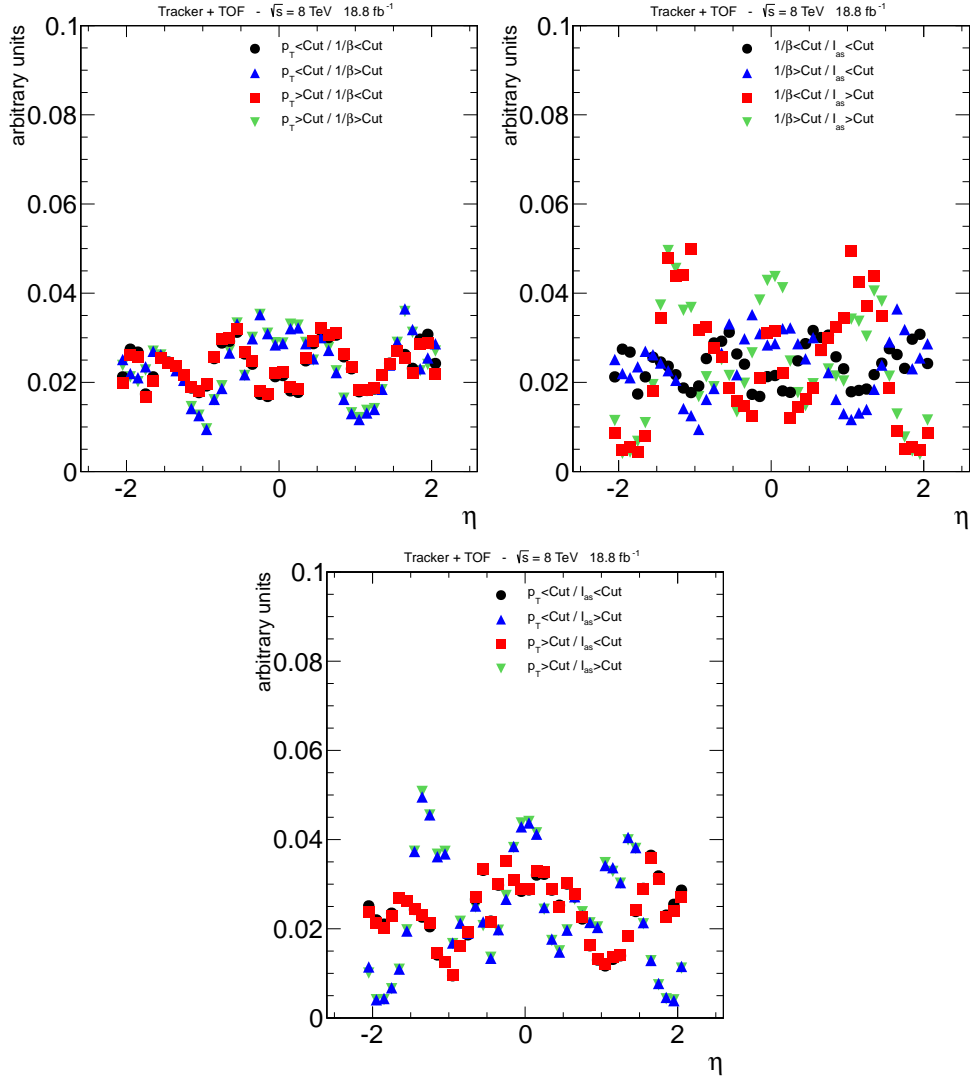 Tracker + TOF - √s = 8 TeV 18.8 fb⁻¹
arbitrary units
0.1
0.08
0.06
0.04
0.02
0
p_T<Cut / 1/β<Cut
p_T<Cut / 1/β>Cut
p_T>Cut / 1/β<Cut
p_T>Cut / 1/β>Cut
-2 0 2
η
Tracker + TOF - √s = 8 TeV 18.8 fb⁻¹
arbitrary units
0.1
0.08
0.06
0.04
0.02
0
1/β<Cut / I_as<Cut
1/β>Cut / I_as<Cut
1/β<Cut / I_as>Cut
1/β>Cut / I_as>Cut
-2 0 2
η
Tracker + TOF - √s = 8 TeV 18.8 fb⁻¹
arbitrary units
0.1
0.08
0.06
0.04
0.02
0
p_T<Cut / I_as<Cut
p_T<Cut / I_as>Cut
p_T>Cut / I_as<Cut
p_T>Cut / I_as>Cut
-2 0 2
η